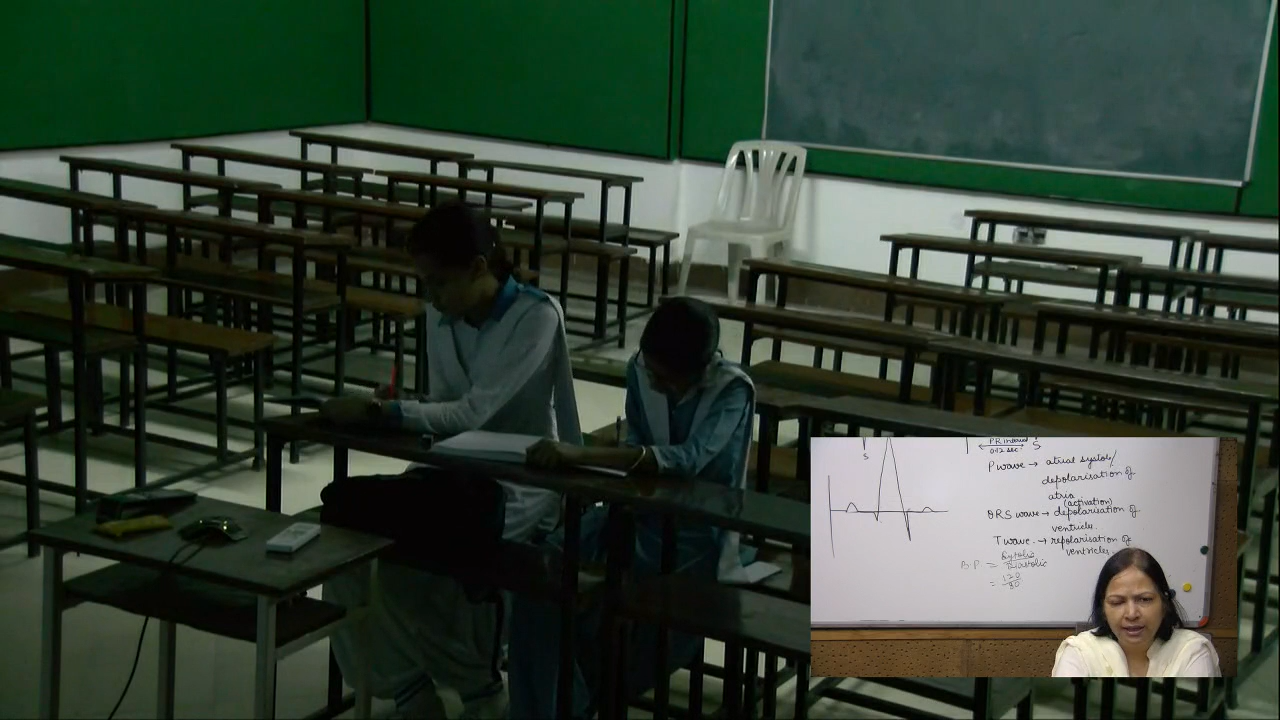 S
PR interval
0.12 sec
S
P wave → atrial systole/
depolarisation of
atria
(activation)
QRS wave → depolarisation of
ventricle.
T wave. → repolarisation of
ventricles.
B.P = Systolic
Diastolic
= 120
80